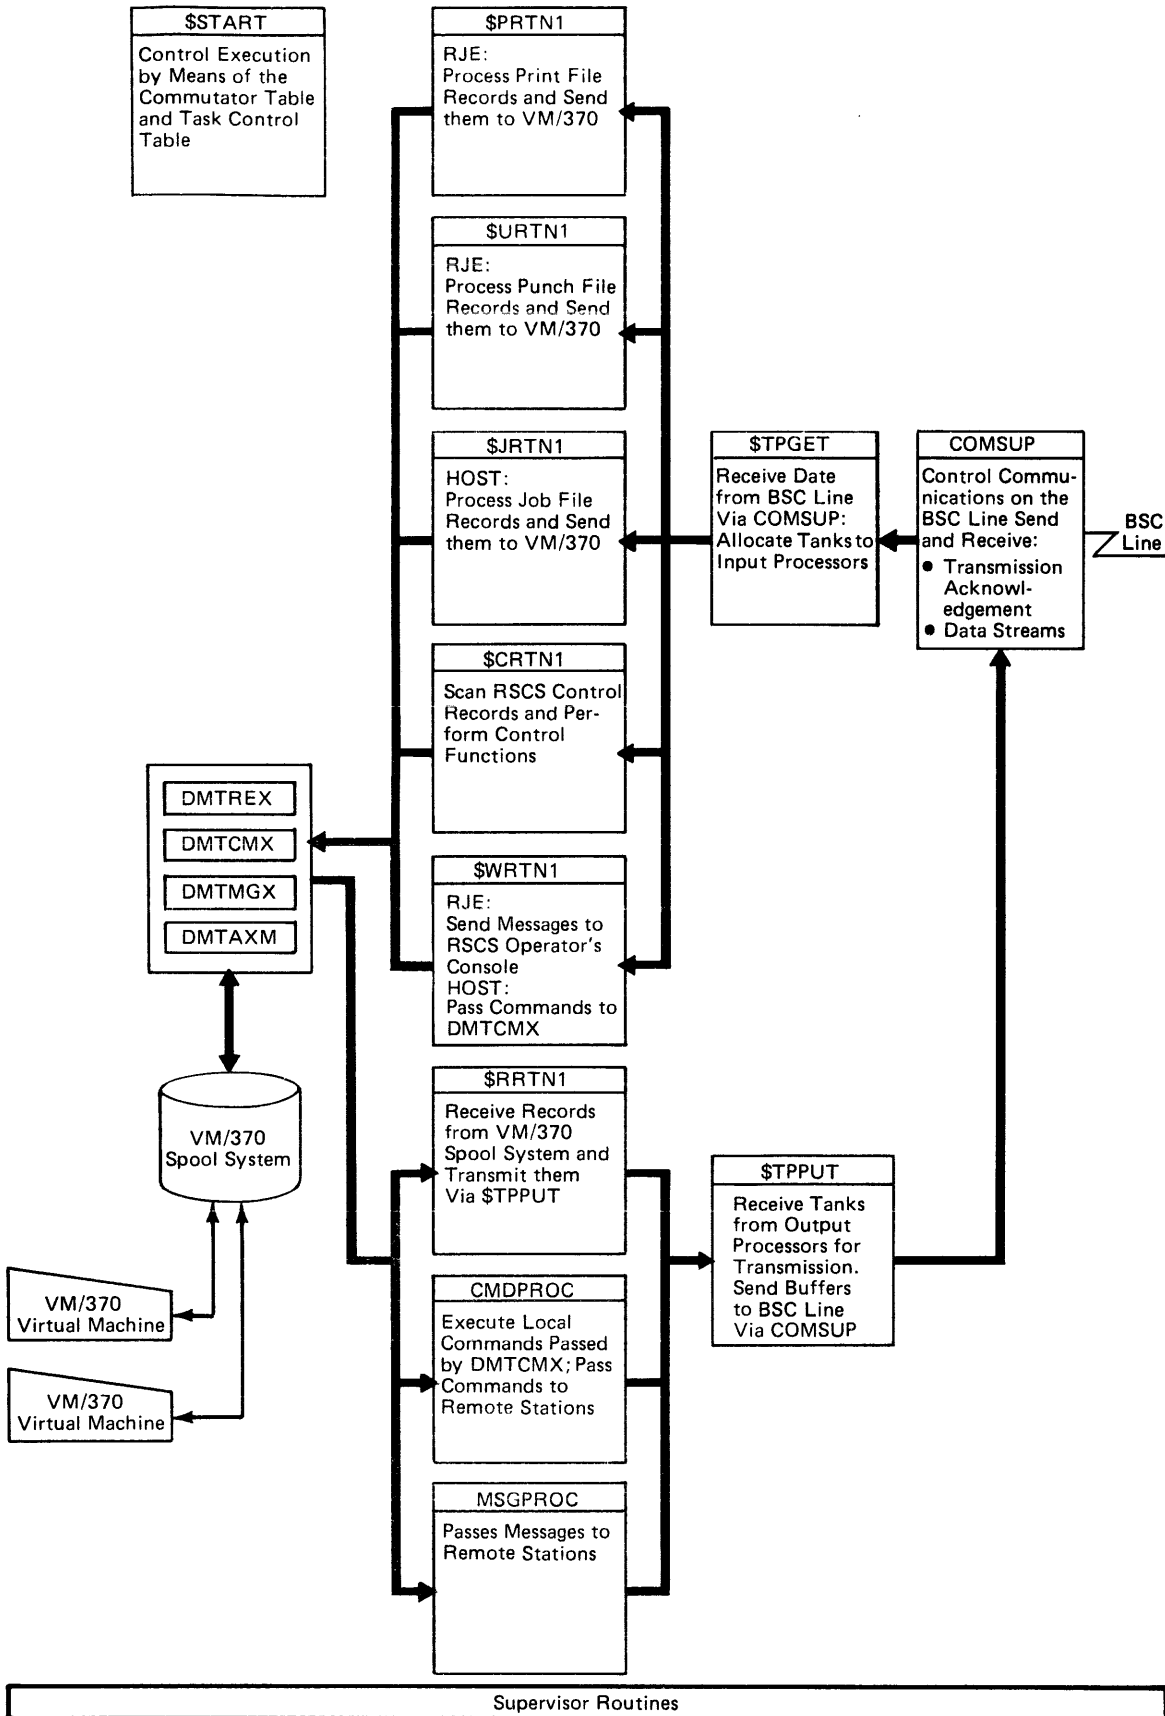 $START
Control Execution
by Means of the
Commutator Table
and Task Control
Table
$PRTN1
RJE:
Process Print File
Records and Send
them to VM/370
$URTN1
RJE:
Process Punch File
Records and Send
them to VM/370
$JRTN1
HOST:
Process Job File
Records and Send
them to VM/370
$TPGET
Receive Date
from BSC Line
Via COMSUP:
Allocate Tanks to
Input Processors
COMSUP
Control Commu-
nications on the
BSC Line Send
and Receive:
● Transmission
Acknowl-
edgement
● Data Streams
BSC
Line
$CRTN1
Scan RSCS Control
Records and Per-
form Control
Functions
DMTREX
DMTCMX
DMTMGX
DMTAXM
$WRTN1
RJE:
Send Messages to
RSCS Operator's
Console
HOST:
Pass Commands to
DMTCMX
VM/370
Spool System
$RRTN1
Receive Records
from VM/370
Spool System and
Transmit them
Via $TPPUT
$TPPUT
Receive Tanks
from Output
Processors for
Transmission.
Send Buffers
to BSC Line
Via COMSUP
VM/370
Virtual Machine
VM/370
Virtual Machine
CMDPROC
Execute Local
Commands Passed
by DMTCMX; Pass
Commands to
Remote Stations
MSGPROC
Passes Messages to
Remote Stations
Supervisor Routines